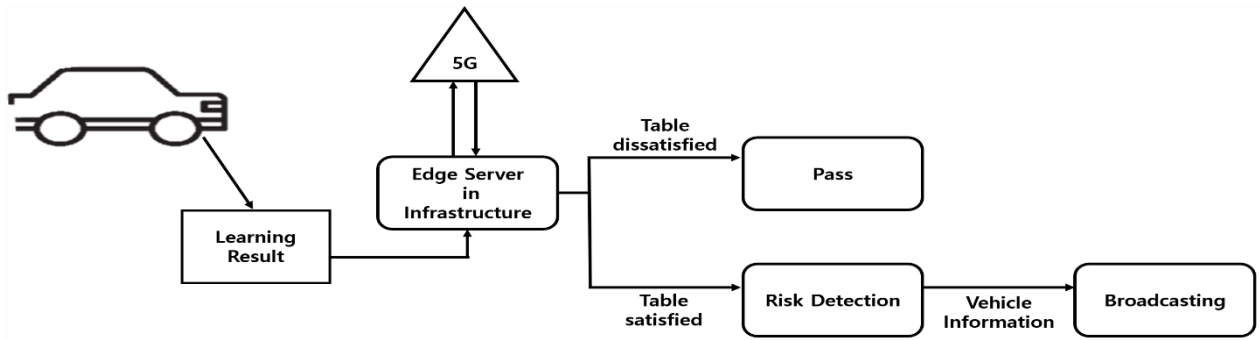 5G
Learning
Result
Edge Server
in
Infrastructure
Table
dissatisfied
Pass
Table
satisfied
Risk Detection
Vehicle
Information
Broadcasting